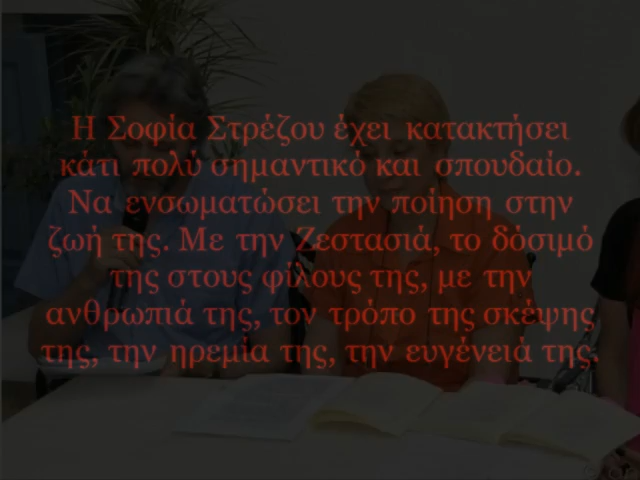 Η Σοφία Στρέζου έχει κατακτήσει
κάτι πολύ σημαντικό και σπουδαίο.
Να ενσωματώσει την ποίηση στην
ζωή της. Με την Ζεστασιά, το δόσιμό
της στους φίλους της, με την
ανθρωπιά της, τον τρόπο της σκέψης
της, την ηρεμία της, την ευγένειά της.